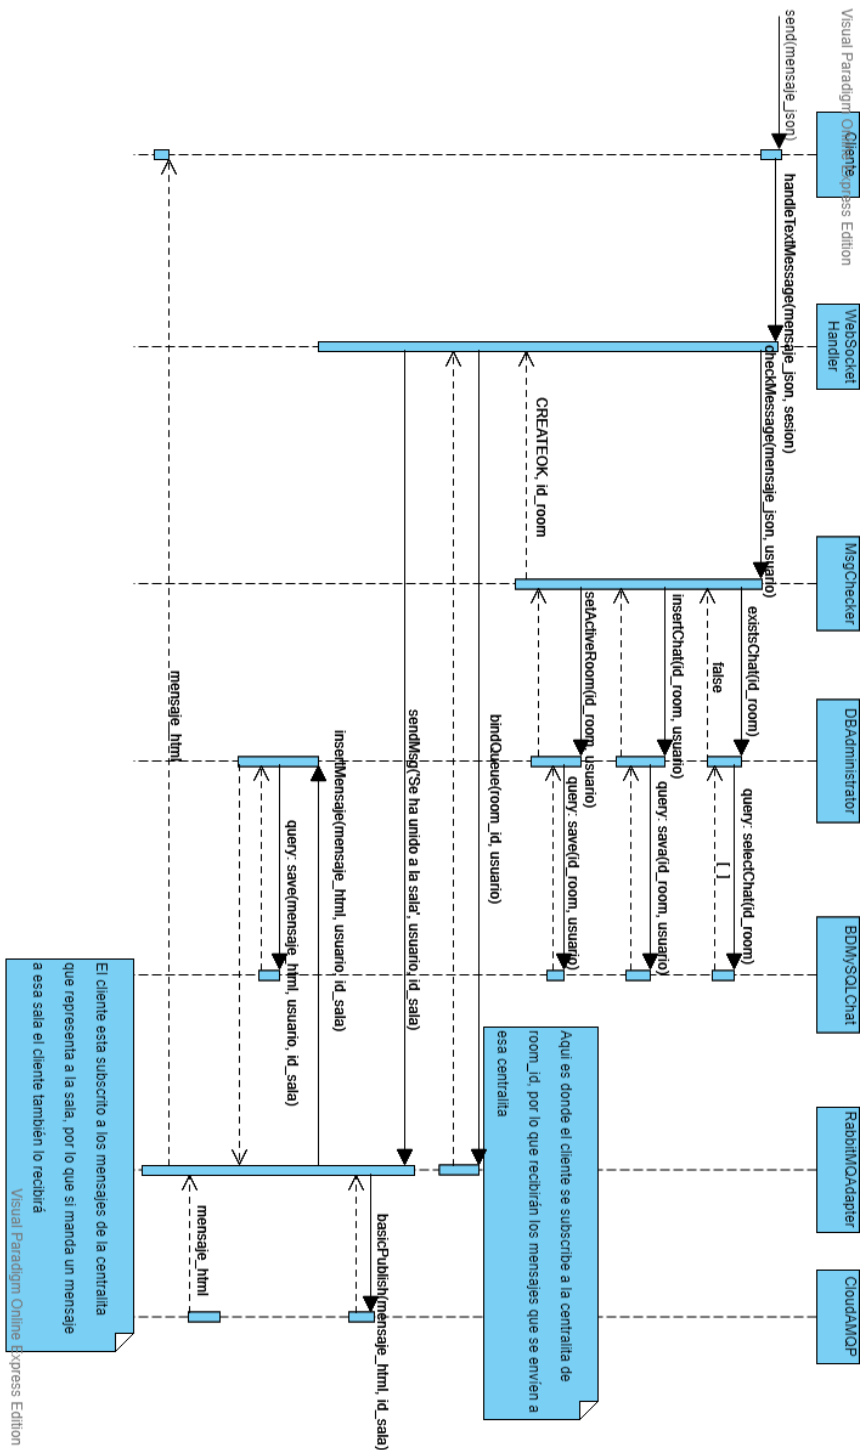 Visual Paradigm Online Express Edition
Cliente
WebSocket
Handler
MsgChecker
DBAdministrator
BDMySQLChat
RabbitMQAdapter
CloudAMQP
send(mensaje_json)
handleTextMessage(mensaje_json, sesion)
checkMessage(mensaje_json, usuario)
existsChat(id_room)
query: selectChat(id_room)
[ ]
false
insertChat(id_room, usuario)
query: sava(id_room, usuario)
setActiveRoom(id_room, usuario)
query: save(id_room, usuario)
CREATEOK, id_room
Aqui es donde el cliente se subscribe a la centralita de
room_id, por lo que recibirán los mensajes que se envíen a
esa centralita
bindQueue(room_id, usuario)
sendMsg('Se ha unido a la sala', usuario, id_sala)
basicPublish(mensaje_html, id_sala)
insertMensaje(mensaje_html, usuario, id_sala)
query: save(mensaje_html, usuario, id_sala)
mensaje_html
mensaje_html
El cliente esta subscrito a los mensajes de la centralita
que representa a la sala, por lo que si manda un mensaje
a esa sala el cliente también lo recibirá
Visual Paradigm Online Express Edition